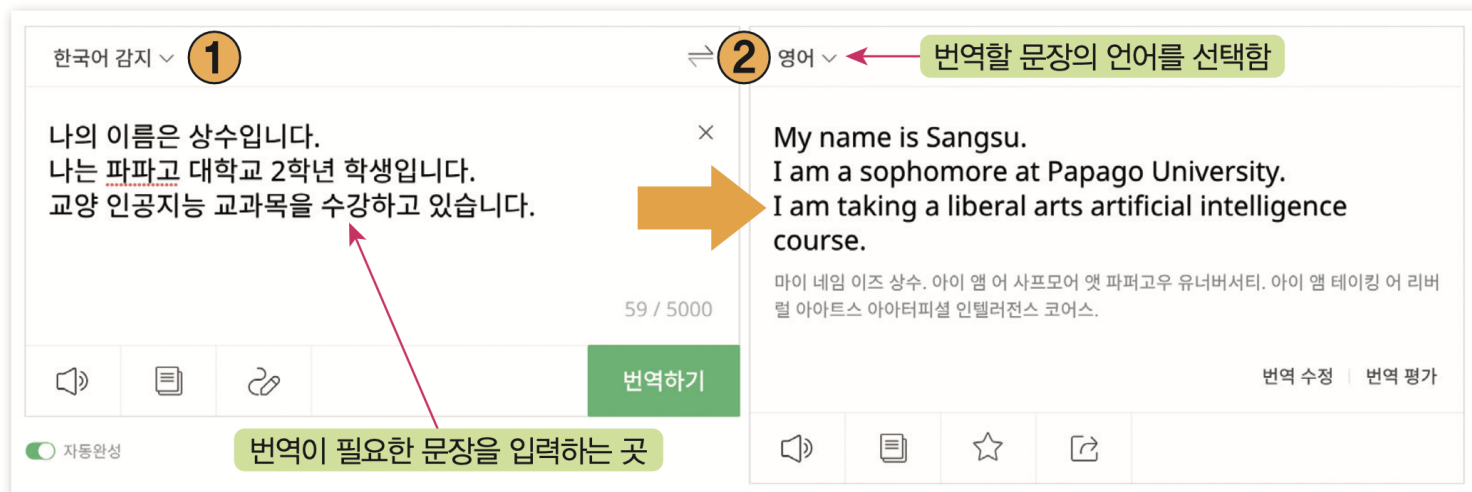 한국어 감지
1
2
영어
번역할 문장의 언어를 선택함
나의 이름은 상수입니다.
나는 파파고 대학교 2학년 학생입니다.
교양 인공지능 교과목을 수강하고 있습니다.
59 / 5000
번역하기
자동완성
번역이 필요한 문장을 입력하는 곳
My name is Sangsu.
I am a sophomore at Papago University.
I am taking a liberal arts artificial intelligence
course.
마이 네임 이즈 상수. 아이 앰 어 사프모어 앳 파퍼고우 유너버서티. 아이 앰 테이킹 어 리버
럴 아아트스 아아터피셜 인텔러전스 코어스.
번역 수정 | 번역 평가